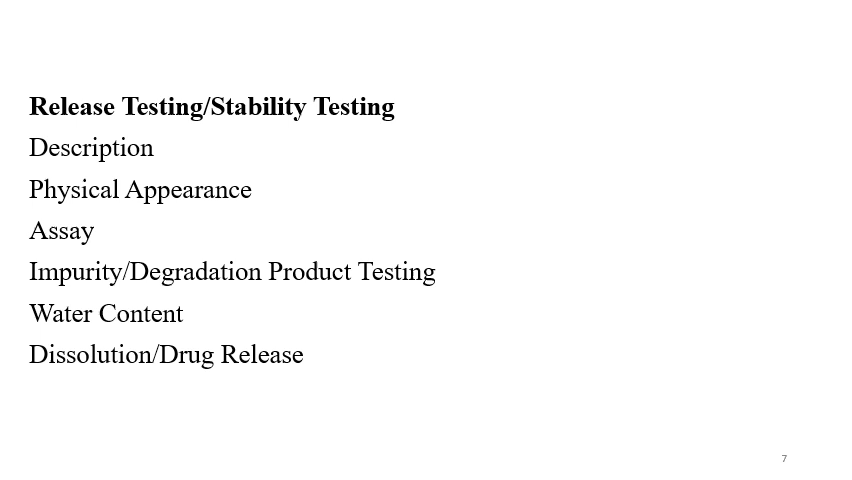 Release Testing/Stability Testing
Description
Physical Appearance
Assay
Impurity/Degradation Product Testing
Water Content
Dissolution/Drug Release
7